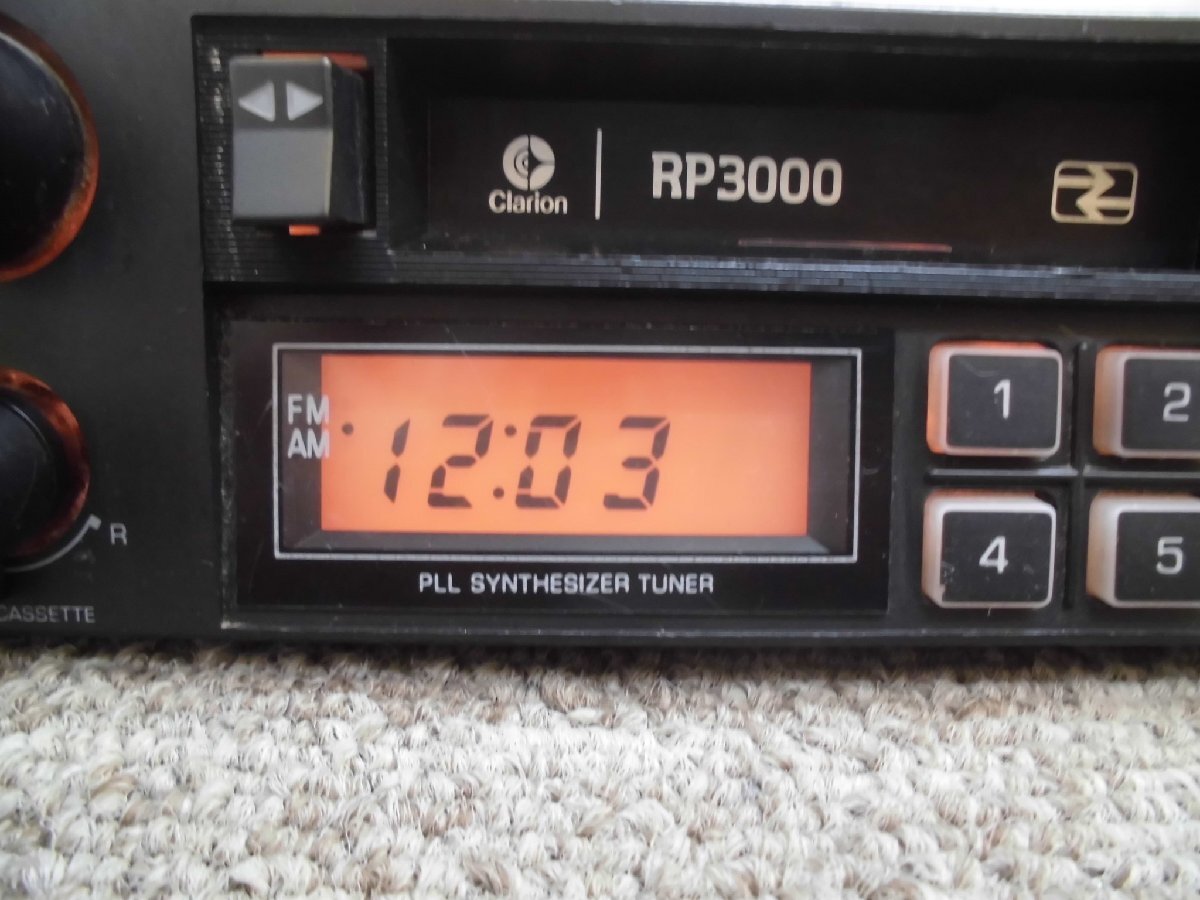 Clarion
RP3000
FM
AM
12:03
1
2
4
5
R
PLL SYNTHESIZER TUNER
CASSETTE